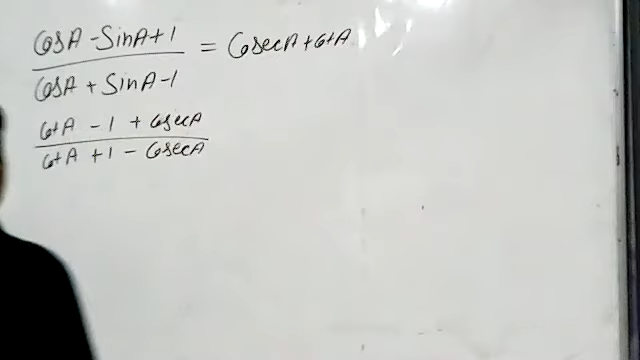 CosA - SinA + 1 = CosecA + CotA
CosA + SinA - 1
CotA - 1 + CosecA
CotA + 1 - CosecA